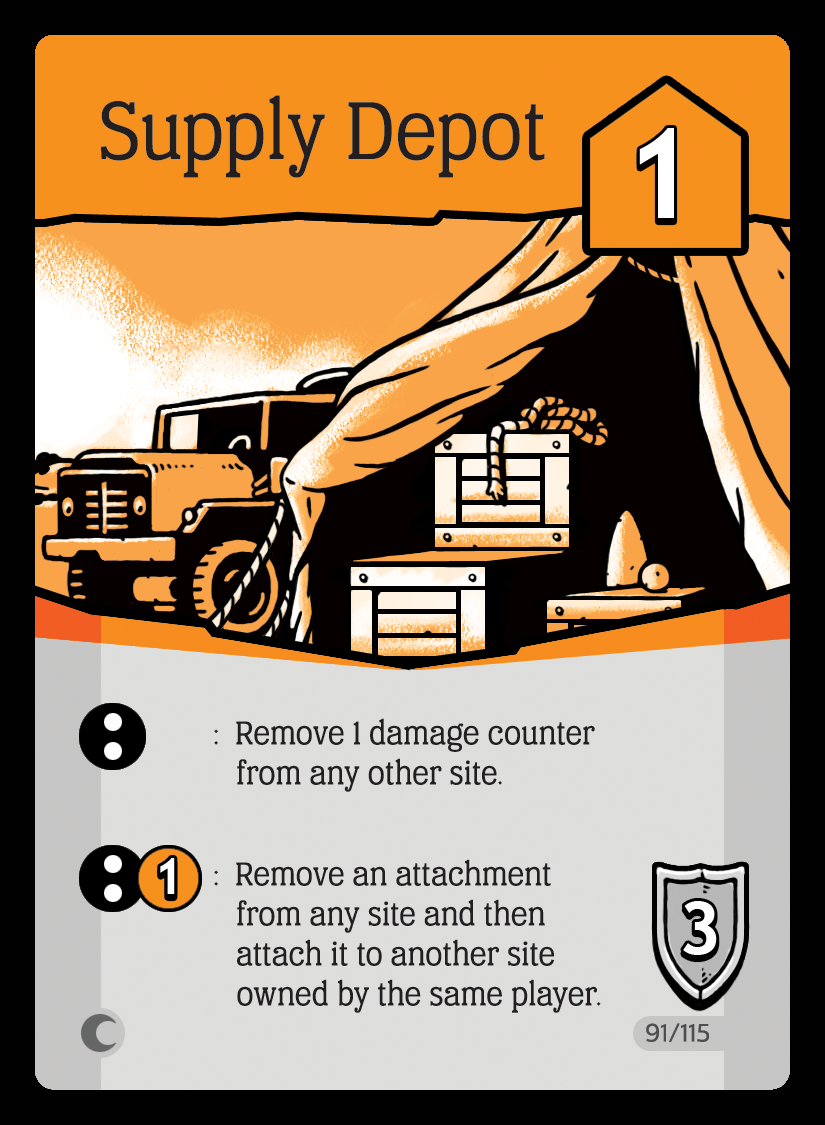 Supply Depot
1
: Remove 1 damage counter
from any other site.
1 : Remove an attachment
from any site and then
attach it to another site
owned by the same player.
3
91/115